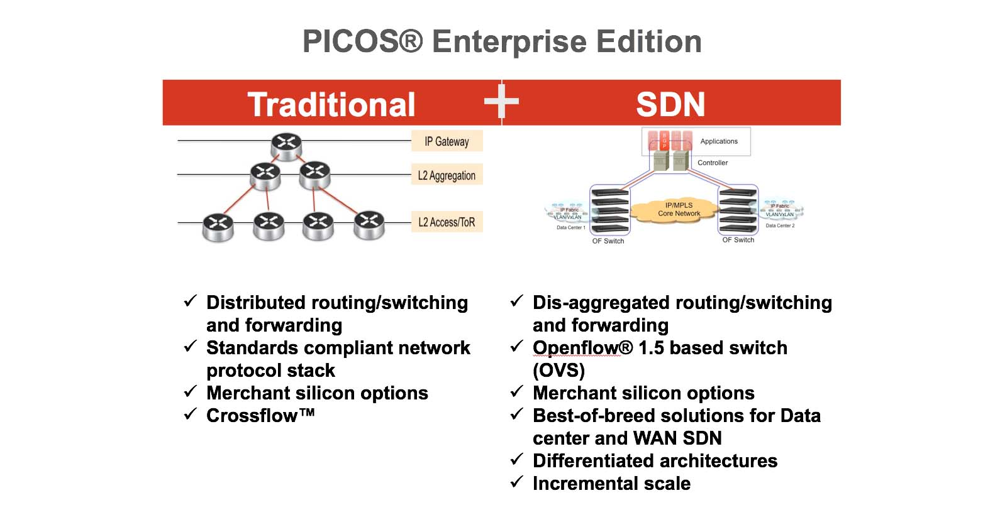 PICOS® Enterprise Edition
Traditional
SDN
IP Gateway
L2 Aggregation
L2 Access/ToR
BGP
Applications
Controller
IP Fabric
VLAN/VxLAN
Data Center 1
OF Switch
IP/MPLS
Core Network
IP Fabric
VLAN/VxLAN
Data Center 2
OF Switch
✓ Distributed routing/switching
and forwarding
✓ Standards compliant network
protocol stack
✓ Merchant silicon options
✓ Crossflow™
✓ Dis-aggregated routing/switching
and forwarding
✓ Openflow® 1.5 based switch
(OVS)
✓ Merchant silicon options
✓ Best-of-breed solutions for Data
center and WAN SDN
✓ Differentiated architectures
✓ Incremental scale